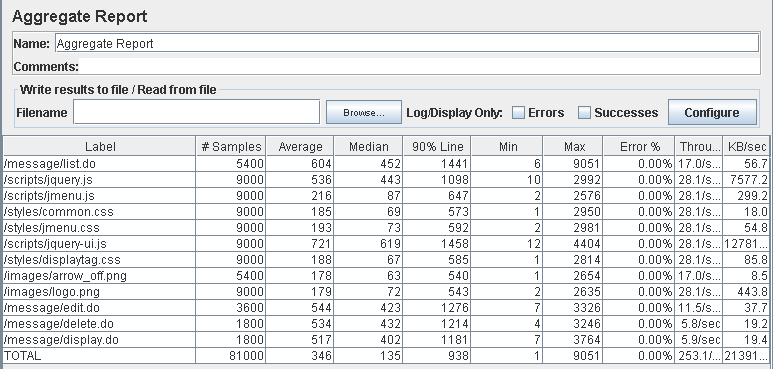 Aggregate Report
Name: Aggregate Report
Comments:
Write results to file / Read from file
Filename Browse... Log/Display Only: Errors Successes Configure
Label # Samples Average Median 90% Line Min Max Error % Throu... KB/sec
/message/list.do 5400 604 452 1441 6 9051 0.00% 17.0/s... 56.7
/scripts/jquery.js 9000 536 443 1098 10 2992 0.00% 28.1/s... 7577.2
/scripts/jmenu.js 9000 216 87 647 2 2576 0.00% 28.1/s... 299.2
/styles/common.css 9000 185 69 573 1 2950 0.00% 28.1/s... 18.0
/styles/jmenu.css 9000 193 73 592 2 2981 0.00% 28.1/s... 54.8
/scripts/jquery-ui.js 9000 721 619 1458 12 4404 0.00% 28.1/s... 12781...
/styles/displaytag.css 9000 188 67 585 1 2814 0.00% 28.1/s... 85.8
/images/arrow_off.png 5400 178 63 540 1 2654 0.00% 17.0/s... 8.5
/images/logo.png 9000 179 72 543 2 2635 0.00% 28.1/s... 443.8
/message/edit.do 3600 544 423 1276 7 3326 0.00% 11.5/s... 37.7
/message/delete.do 1800 534 432 1214 4 3246 0.00% 5.8/sec 19.2
/message/display.do 1800 517 402 1181 7 3764 0.00% 5.9/sec 19.4
TOTAL 81000 346 135 938 1 9051 0.00% 253.1/... 21391...